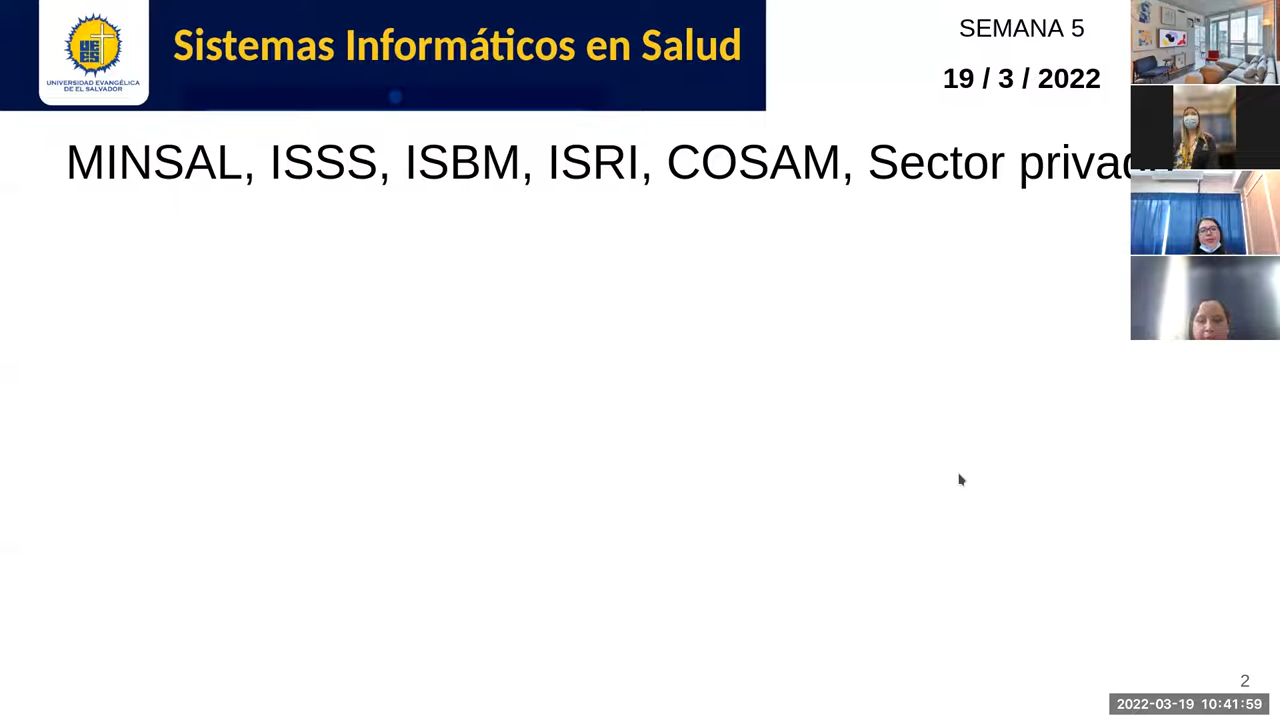 Sistemas Informáticos en Salud
UNIVERSIDAD EVANGÉLICA
DE EL SALVADOR
SEMANA 5
19 / 3 / 2022
MINSAL, ISSS, ISBM, ISRI, COSAM, Sector privado
2
2022-03-19 10:41:59